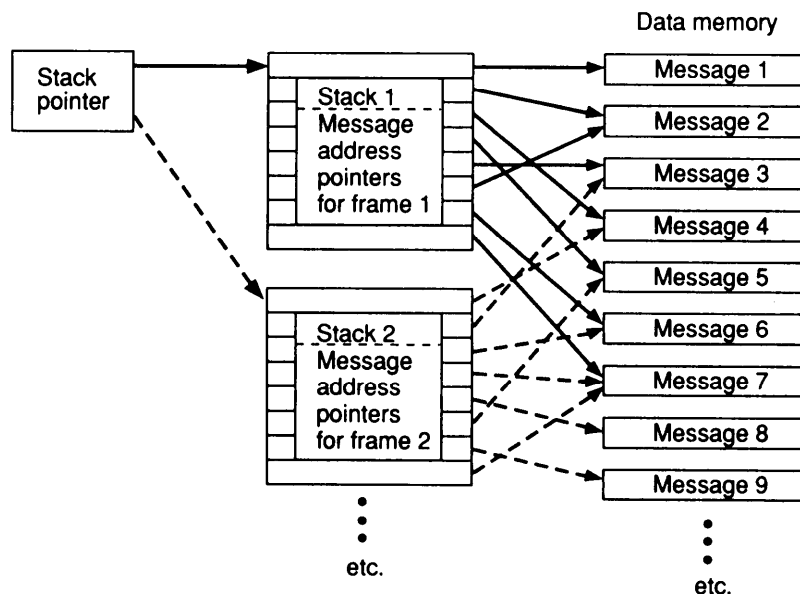 Data memory
Stack
pointer
Stack 1
Message
address
pointers
for frame 1
Message 1
Message 2
Message 3
Message 4
Message 5
Message 6
Message 7
Message 8
Message 9
Stack 2
Message
address
pointers
for frame 2
etc.
etc.